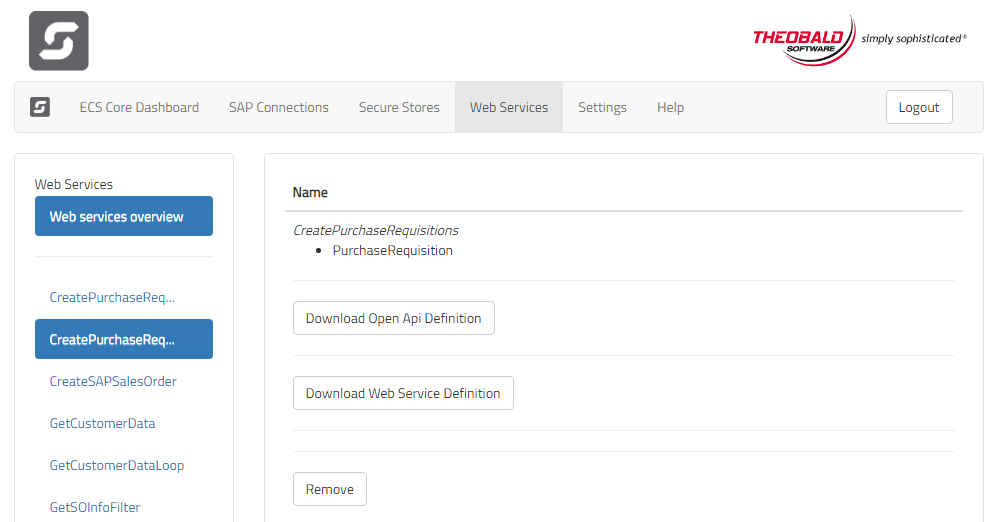 THEOBALD
SOFTWARE
simply sophisticated®
ECS Core Dashboard
SAP Connections
Secure Stores
Web Services
Settings
Help
Logout
Web Services
Web services overview
CreatePurchaseReq...
CreatePurchaseReq...
CreateSAPSalesOrder
GetCustomerData
GetCustomerDataLoop
GetSOInfoFilter
Name
CreatePurchaseRequisitions
PurchaseRequisition
Download Open Api Definition
Download Web Service Definition
Remove